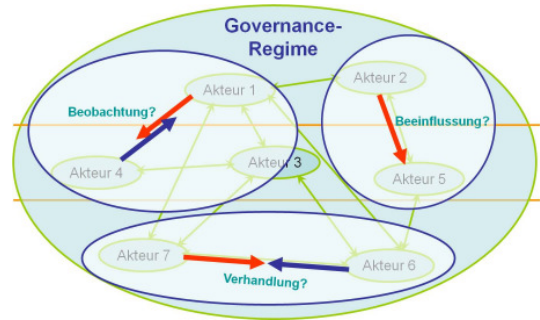 Governance-
Regime
Akteur 1
Akteur 2
Beobachtung?
Beeinflussung?
Akteur 4
Akteur 3
Akteur 5
Akteur 7
Akteur 6
Verhandlung?